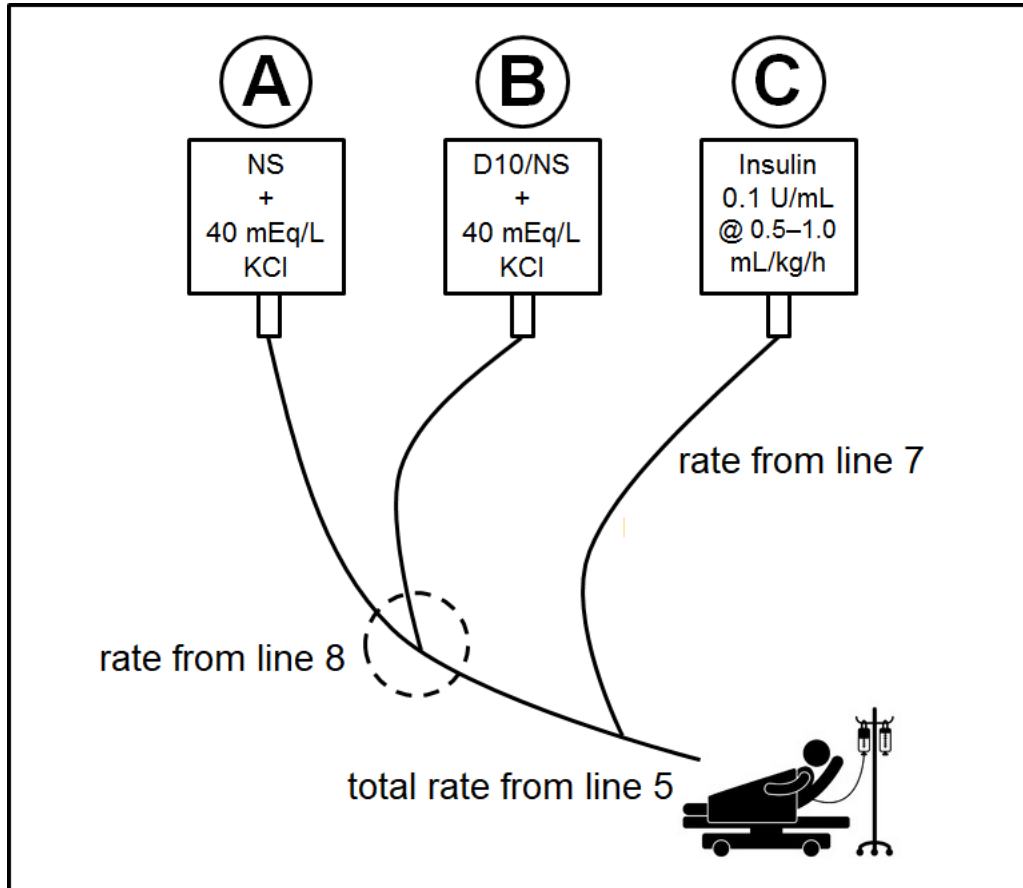 A
B
C
NS
+
40 mEq/L
KCl
D10/NS
+
40 mEq/L
KCl
Insulin
0.1 U/mL
@ 0.5–1.0
mL/kg/h
rate from line 7
rate from line 8
total rate from line 5